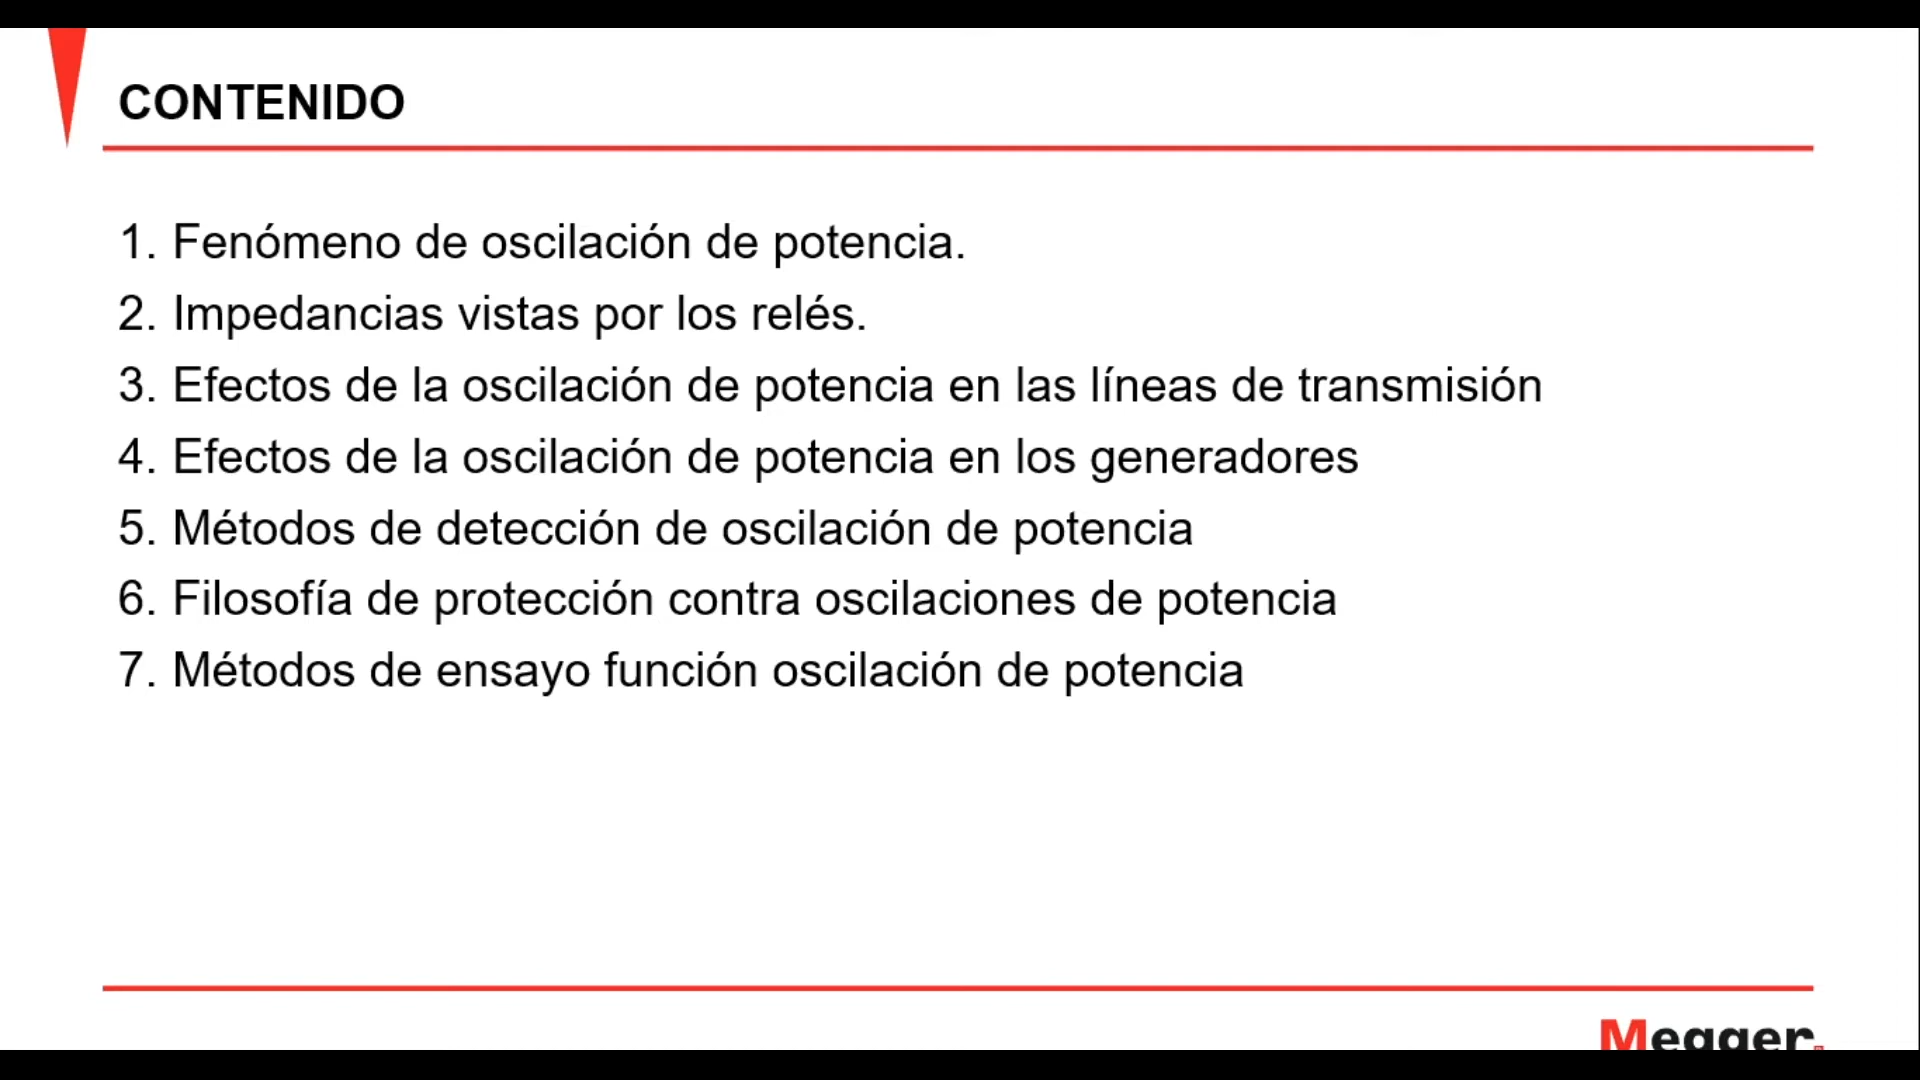 CONTENIDO
1. Fenómeno de oscilación de potencia.
2. Impedancias vistas por los relés.
3. Efectos de la oscilación de potencia en las líneas de transmisión
4. Efectos de la oscilación de potencia en los generadores
5. Métodos de detección de oscilación de potencia
6. Filosofía de protección contra oscilaciones de potencia
7. Métodos de ensayo función oscilación de potencia
Megger.